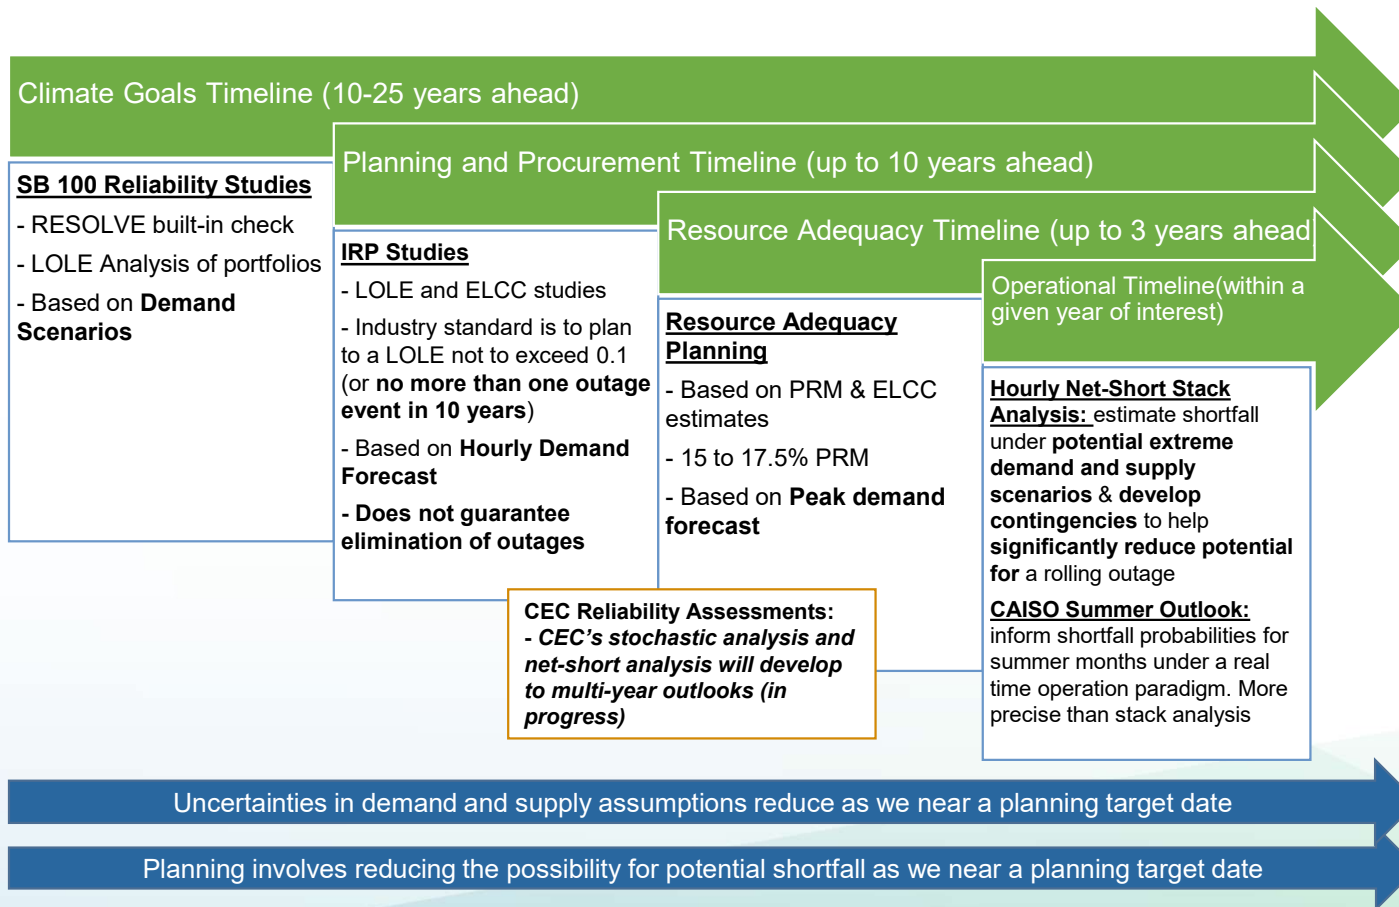 Climate Goals Timeline (10-25 years ahead)
Planning and Procurement Timeline (up to 10 years ahead)
Resource Adequacy Timeline (up to 3 years ahead
Operational Timeline(within a
given year of interest)
SB 100 Reliability Studies
- RESOLVE built-in check
- LOLE Analysis of portfolios
- Based on Demand
Scenarios
IRP Studies
- LOLE and ELCC studies
- Industry standard is to plan
to a LOLE not to exceed 0.1
(or no more than one outage
event in 10 years)
- Based on Hourly Demand
Forecast
- Does not guarantee
elimination of outages
Resource Adequacy
Planning
- Based on PRM & ELCC
estimates
- 15 to 17.5% PRM
- Based on Peak demand
forecast
Hourly Net-Short Stack
Analysis: estimate shortfall
under potential extreme
demand and supply
scenarios & develop
contingencies to help
significantly reduce potential
for a rolling outage
CAISO Summer Outlook:
inform shortfall probabilities for
summer months under a real
time operation paradigm. More
precise than stack analysis
CEC Reliability Assessments:
- CEC's stochastic analysis and
net-short analysis will develop
to multi-year outlooks (in
progress)
Uncertainties in demand and supply assumptions reduce as we near a planning target date
Planning involves reducing the possibility for potential shortfall as we near a planning target date